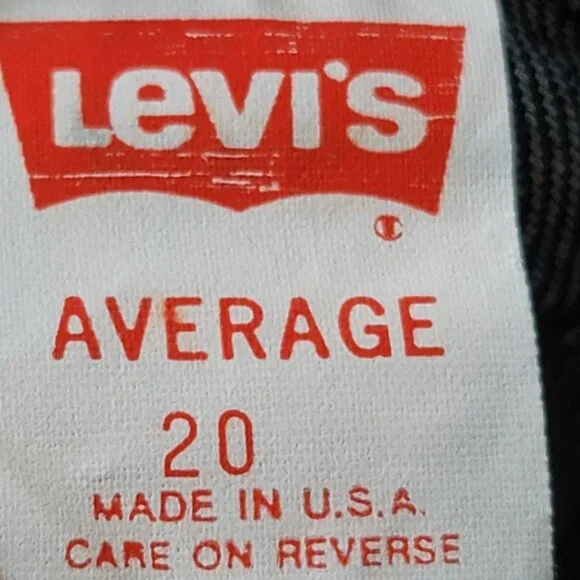 Levi's
AVERAGE
20
MADE IN U.S.A.
CARE ON REVERSE